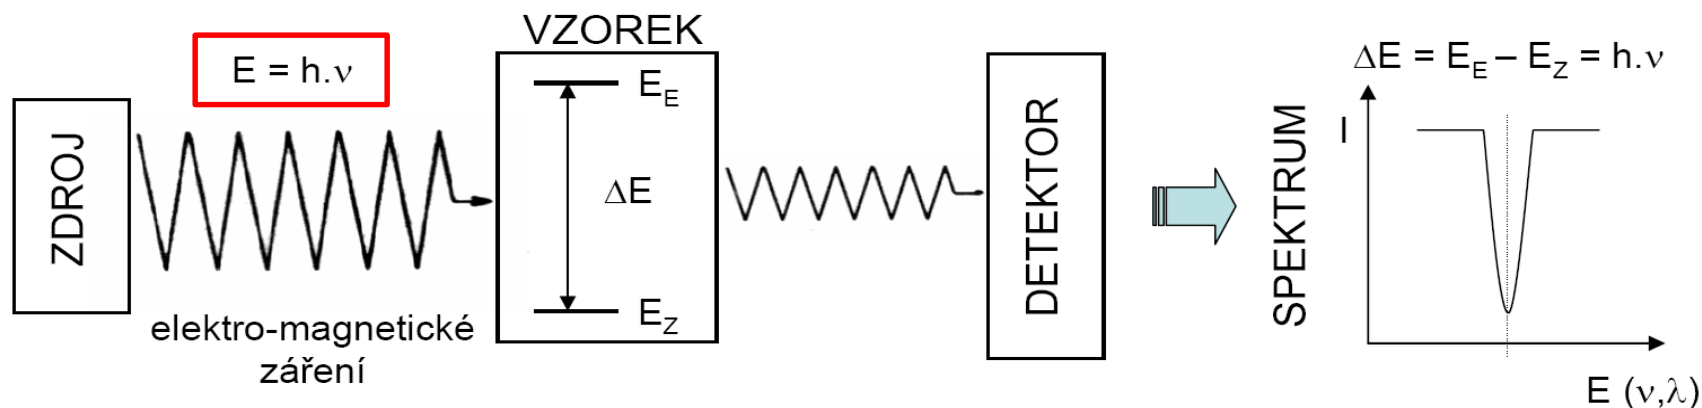 VZOREK
E = h.ν
ΔE = E_E – E_Z = h.ν
ZDROJ
E_E
ΔE
E_Z
elektro-magnetické
záření
DETEKTOR
SPEKTRUM
I
E (ν,λ)